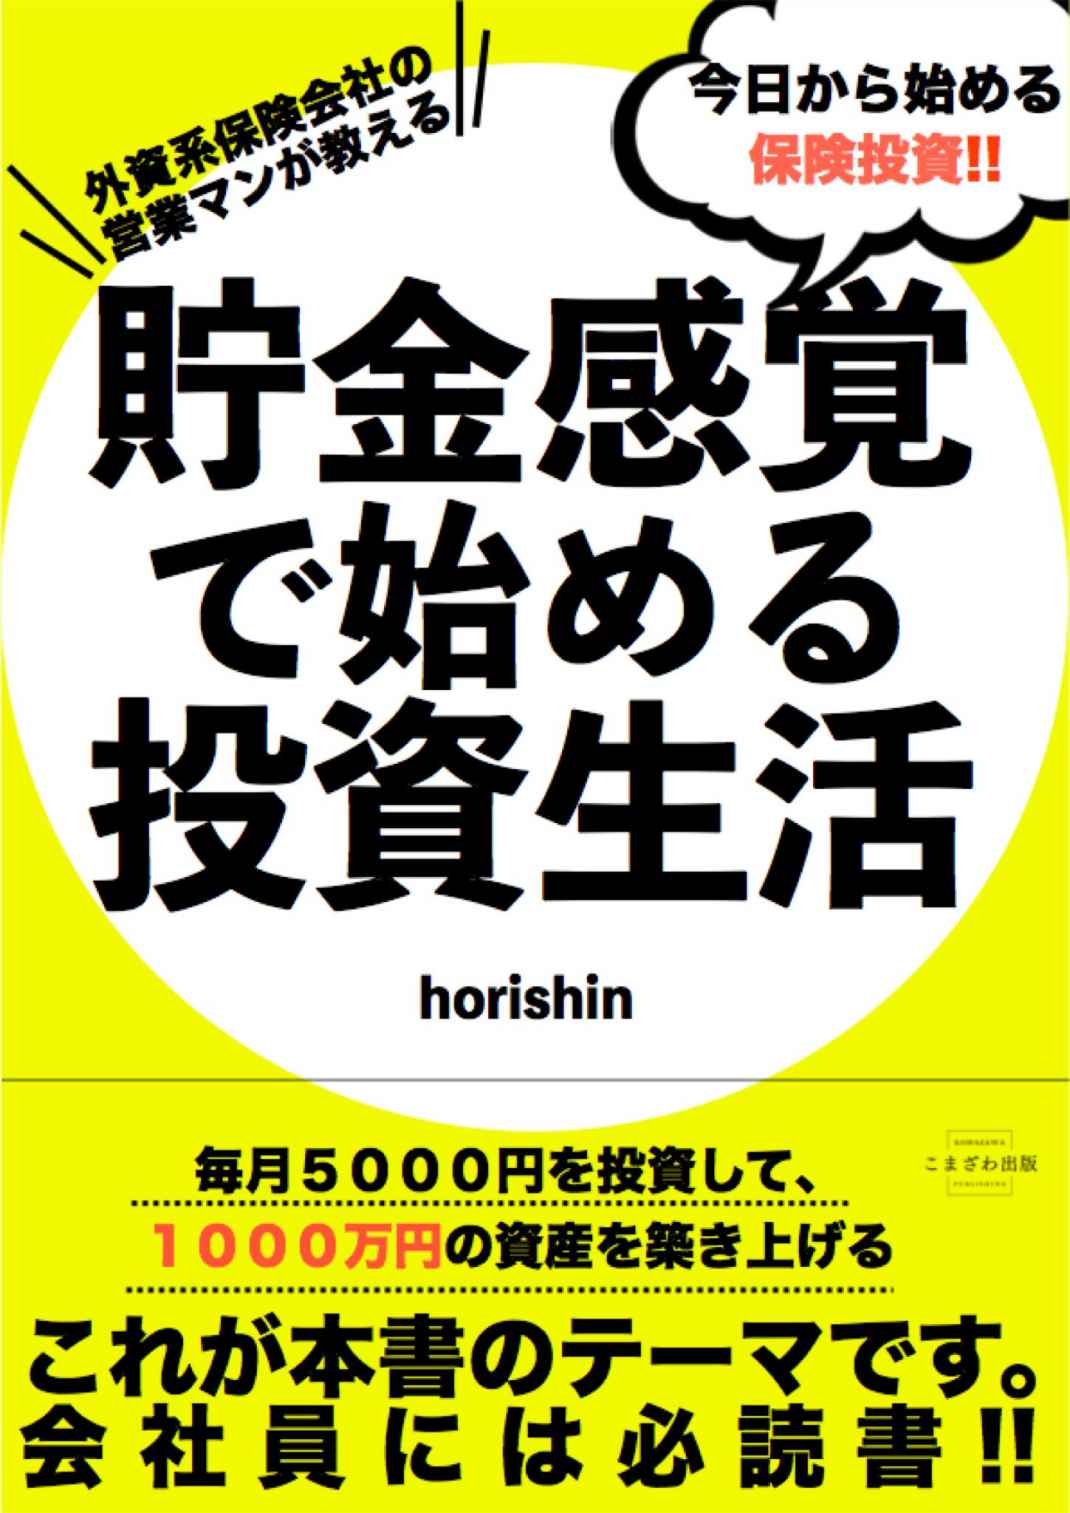 外資系保険会社の
営業マンが教える
今日から始める
保険投資!!
貯金感覚
で始める
投資生活
horishin
毎月５０００円を投資して、
１０００万円の資産を築き上げる
KOMAZAWA
こまざわ出版
PUBLISHING
これが本書のテーマです。
会社員には必読書!!